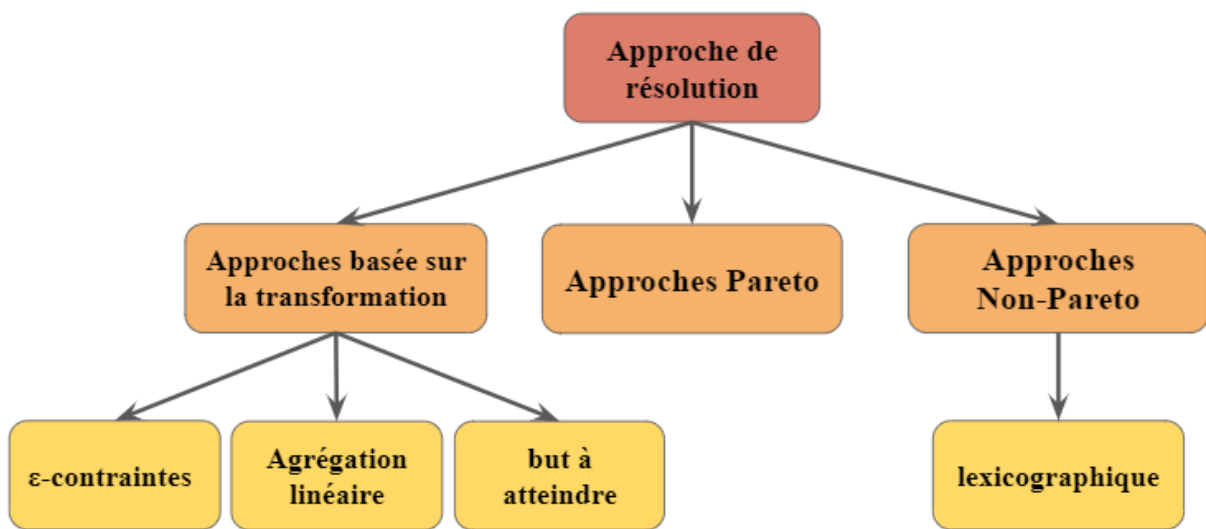 Approche de
résolution
Approches basée sur
la transformation
Approches Pareto
Approches
Non-Pareto
ε-contraintes
Agrégation
linéaire
but à
atteindre
lexicographique